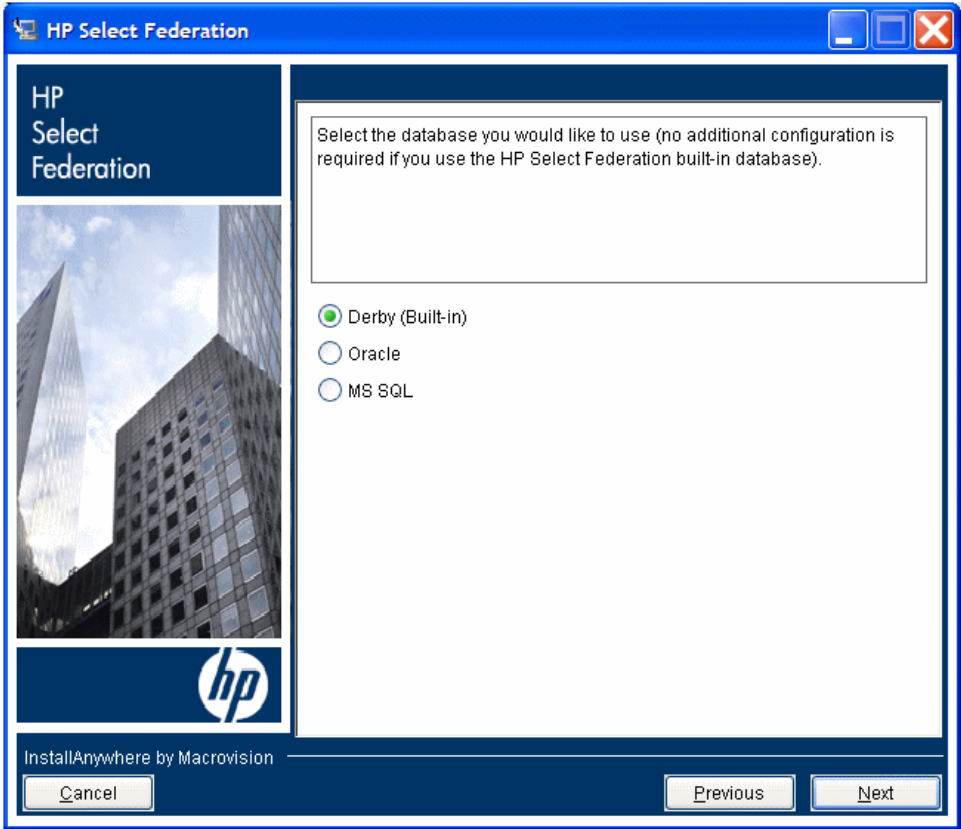 HP Select Federation
HP
Select
Federation
Select the database you would like to use (no additional configuration is
required if you use the HP Select Federation built-in database).
Derby (Built-in)
Oracle
MS SQL
hp
InstallAnywhere by Macrovision
Cancel
Previous
Next